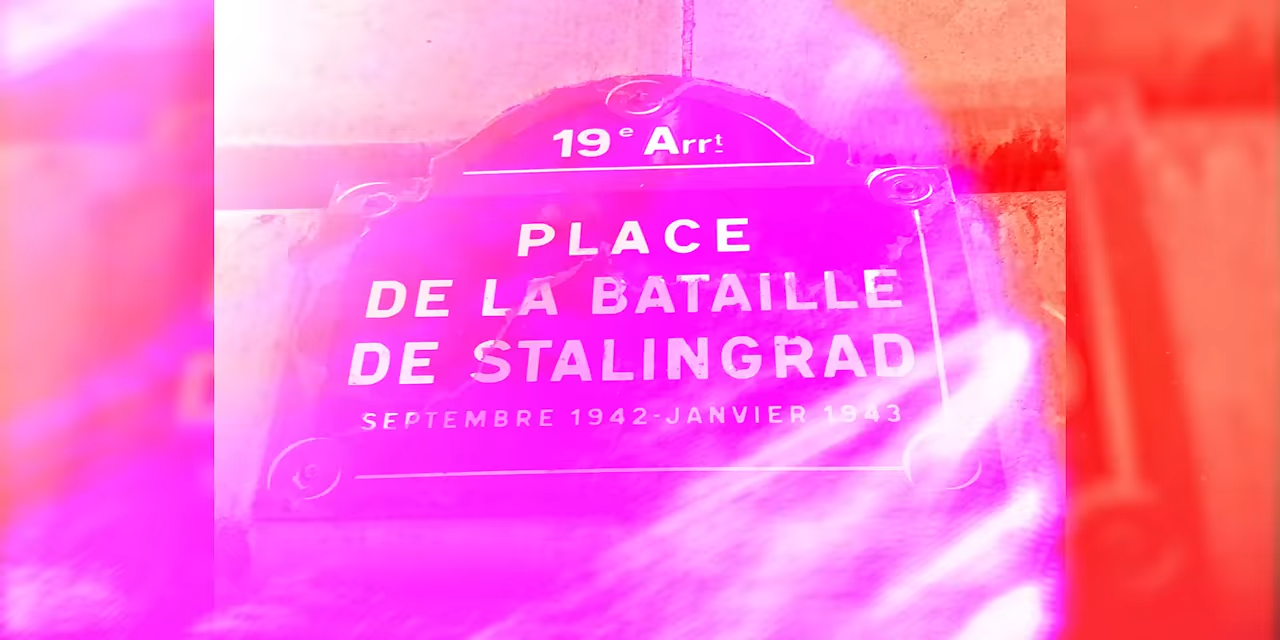 19e Arrt
PLACE
DE LA BATAILLE
DE STALINGRAD
SEPTEMBRE 1942-JANVIER 1943